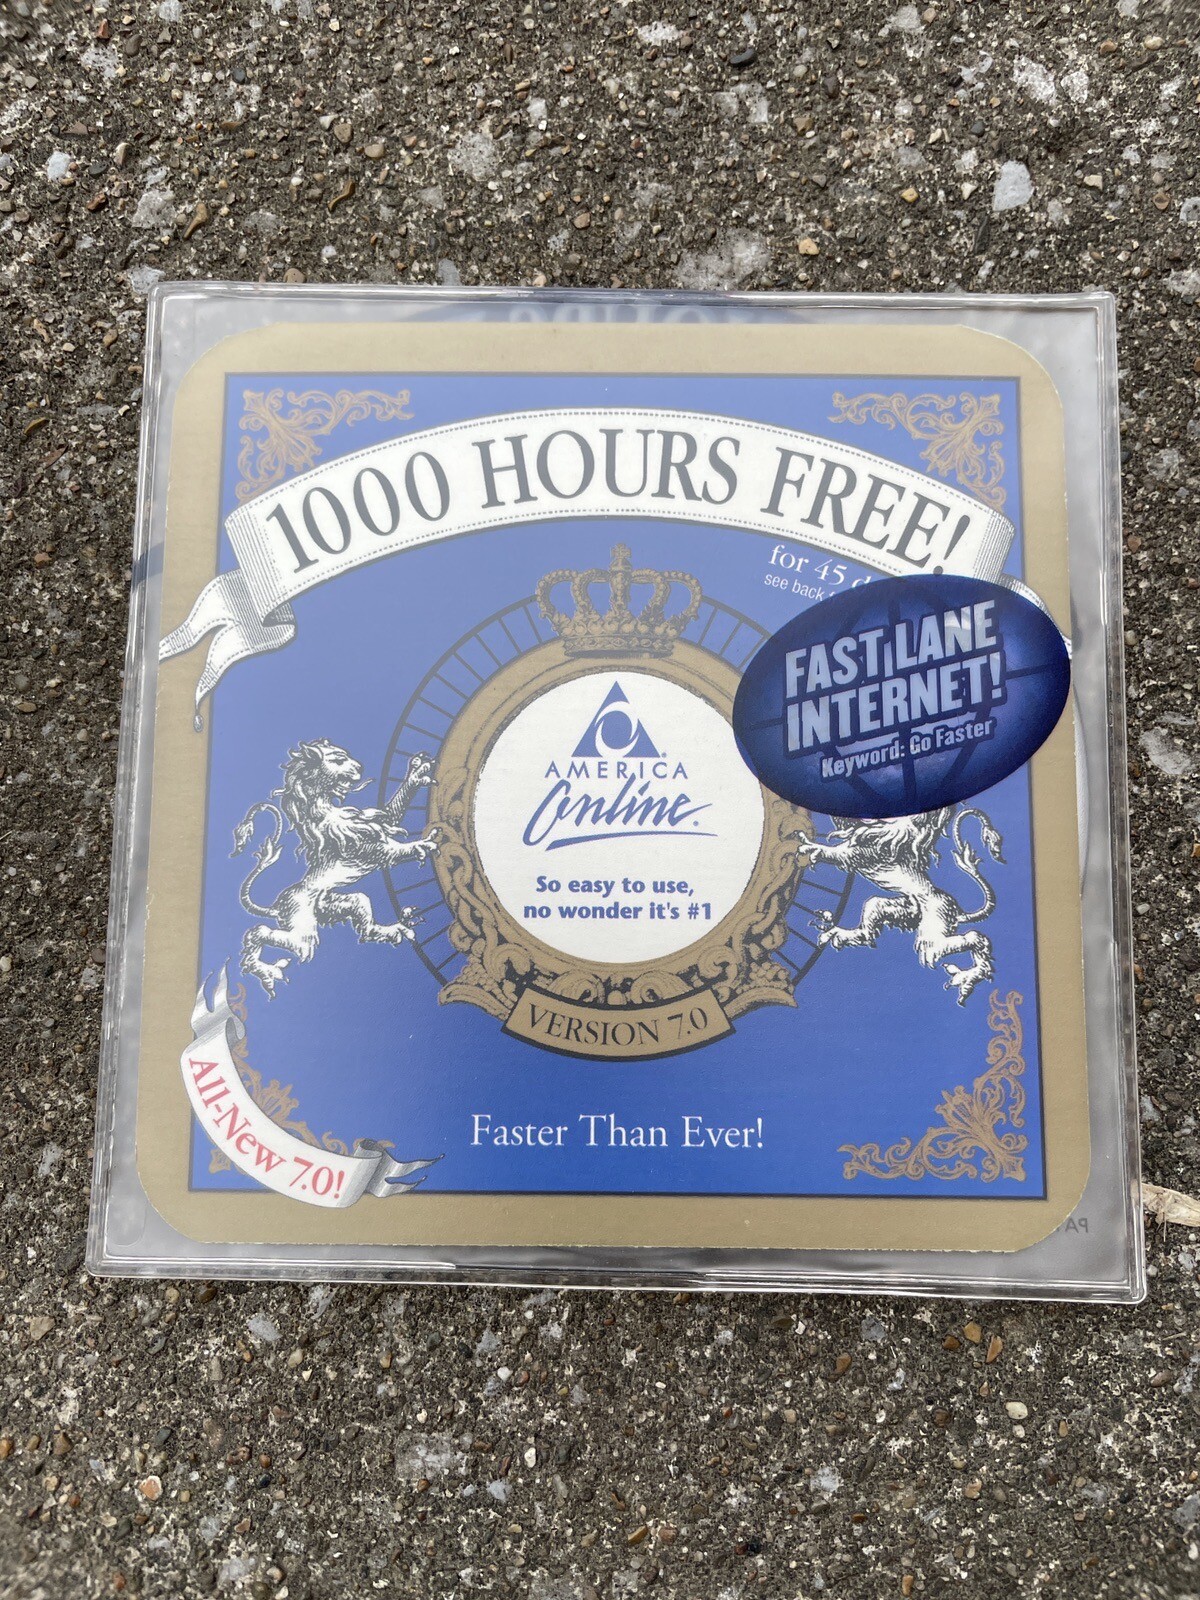 1000 HOURS FREE!
for 45 d
see back
FAST LANE
INTERNET!
Keyword: Go Faster
AMERICA
Online.
So easy to use,
no wonder it's #1
VERSION 7.0
All-New 7.0!
Faster Than Ever!